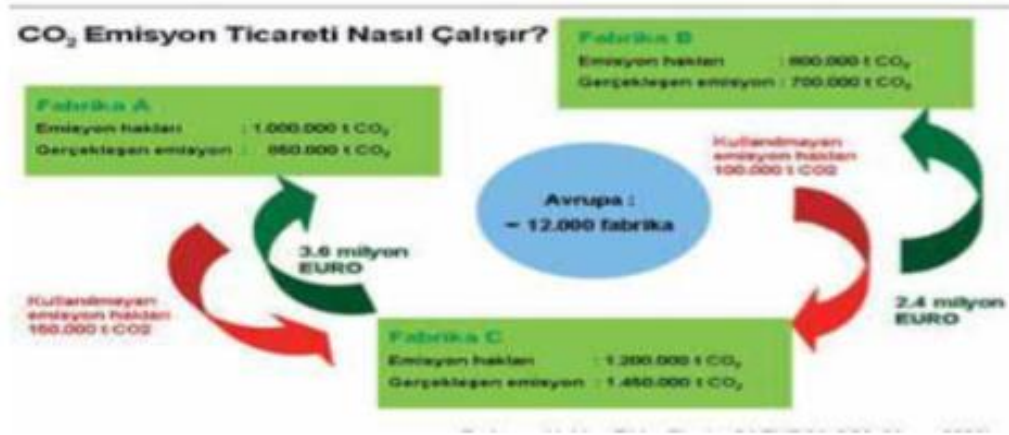 CO₂ Emisyon Ticareti Nasıl Çalışır?
Fabrika B
Emisyon hakları : 800.000 t CO₂
Gerçekleşen emisyon : 700.000 t CO₂
Fabrika A
Emisyon hakları : 1.000.000 t CO₂
Gerçekleşen emisyon : 850.000 t CO₂
Kullanılmayan
emisyon hakları
100.000 t CO2
Avrupa :
~ 12.000 fabrika
3.6 milyon
EURO
Kullanılmayan
emisyon hakları
150.000 t CO2
2.4 milyon
EURO
Fabrika C
Emisyon hakları : 1.200.000 t CO₂
Gerçekleşen emisyon : 1.450.000 t CO₂